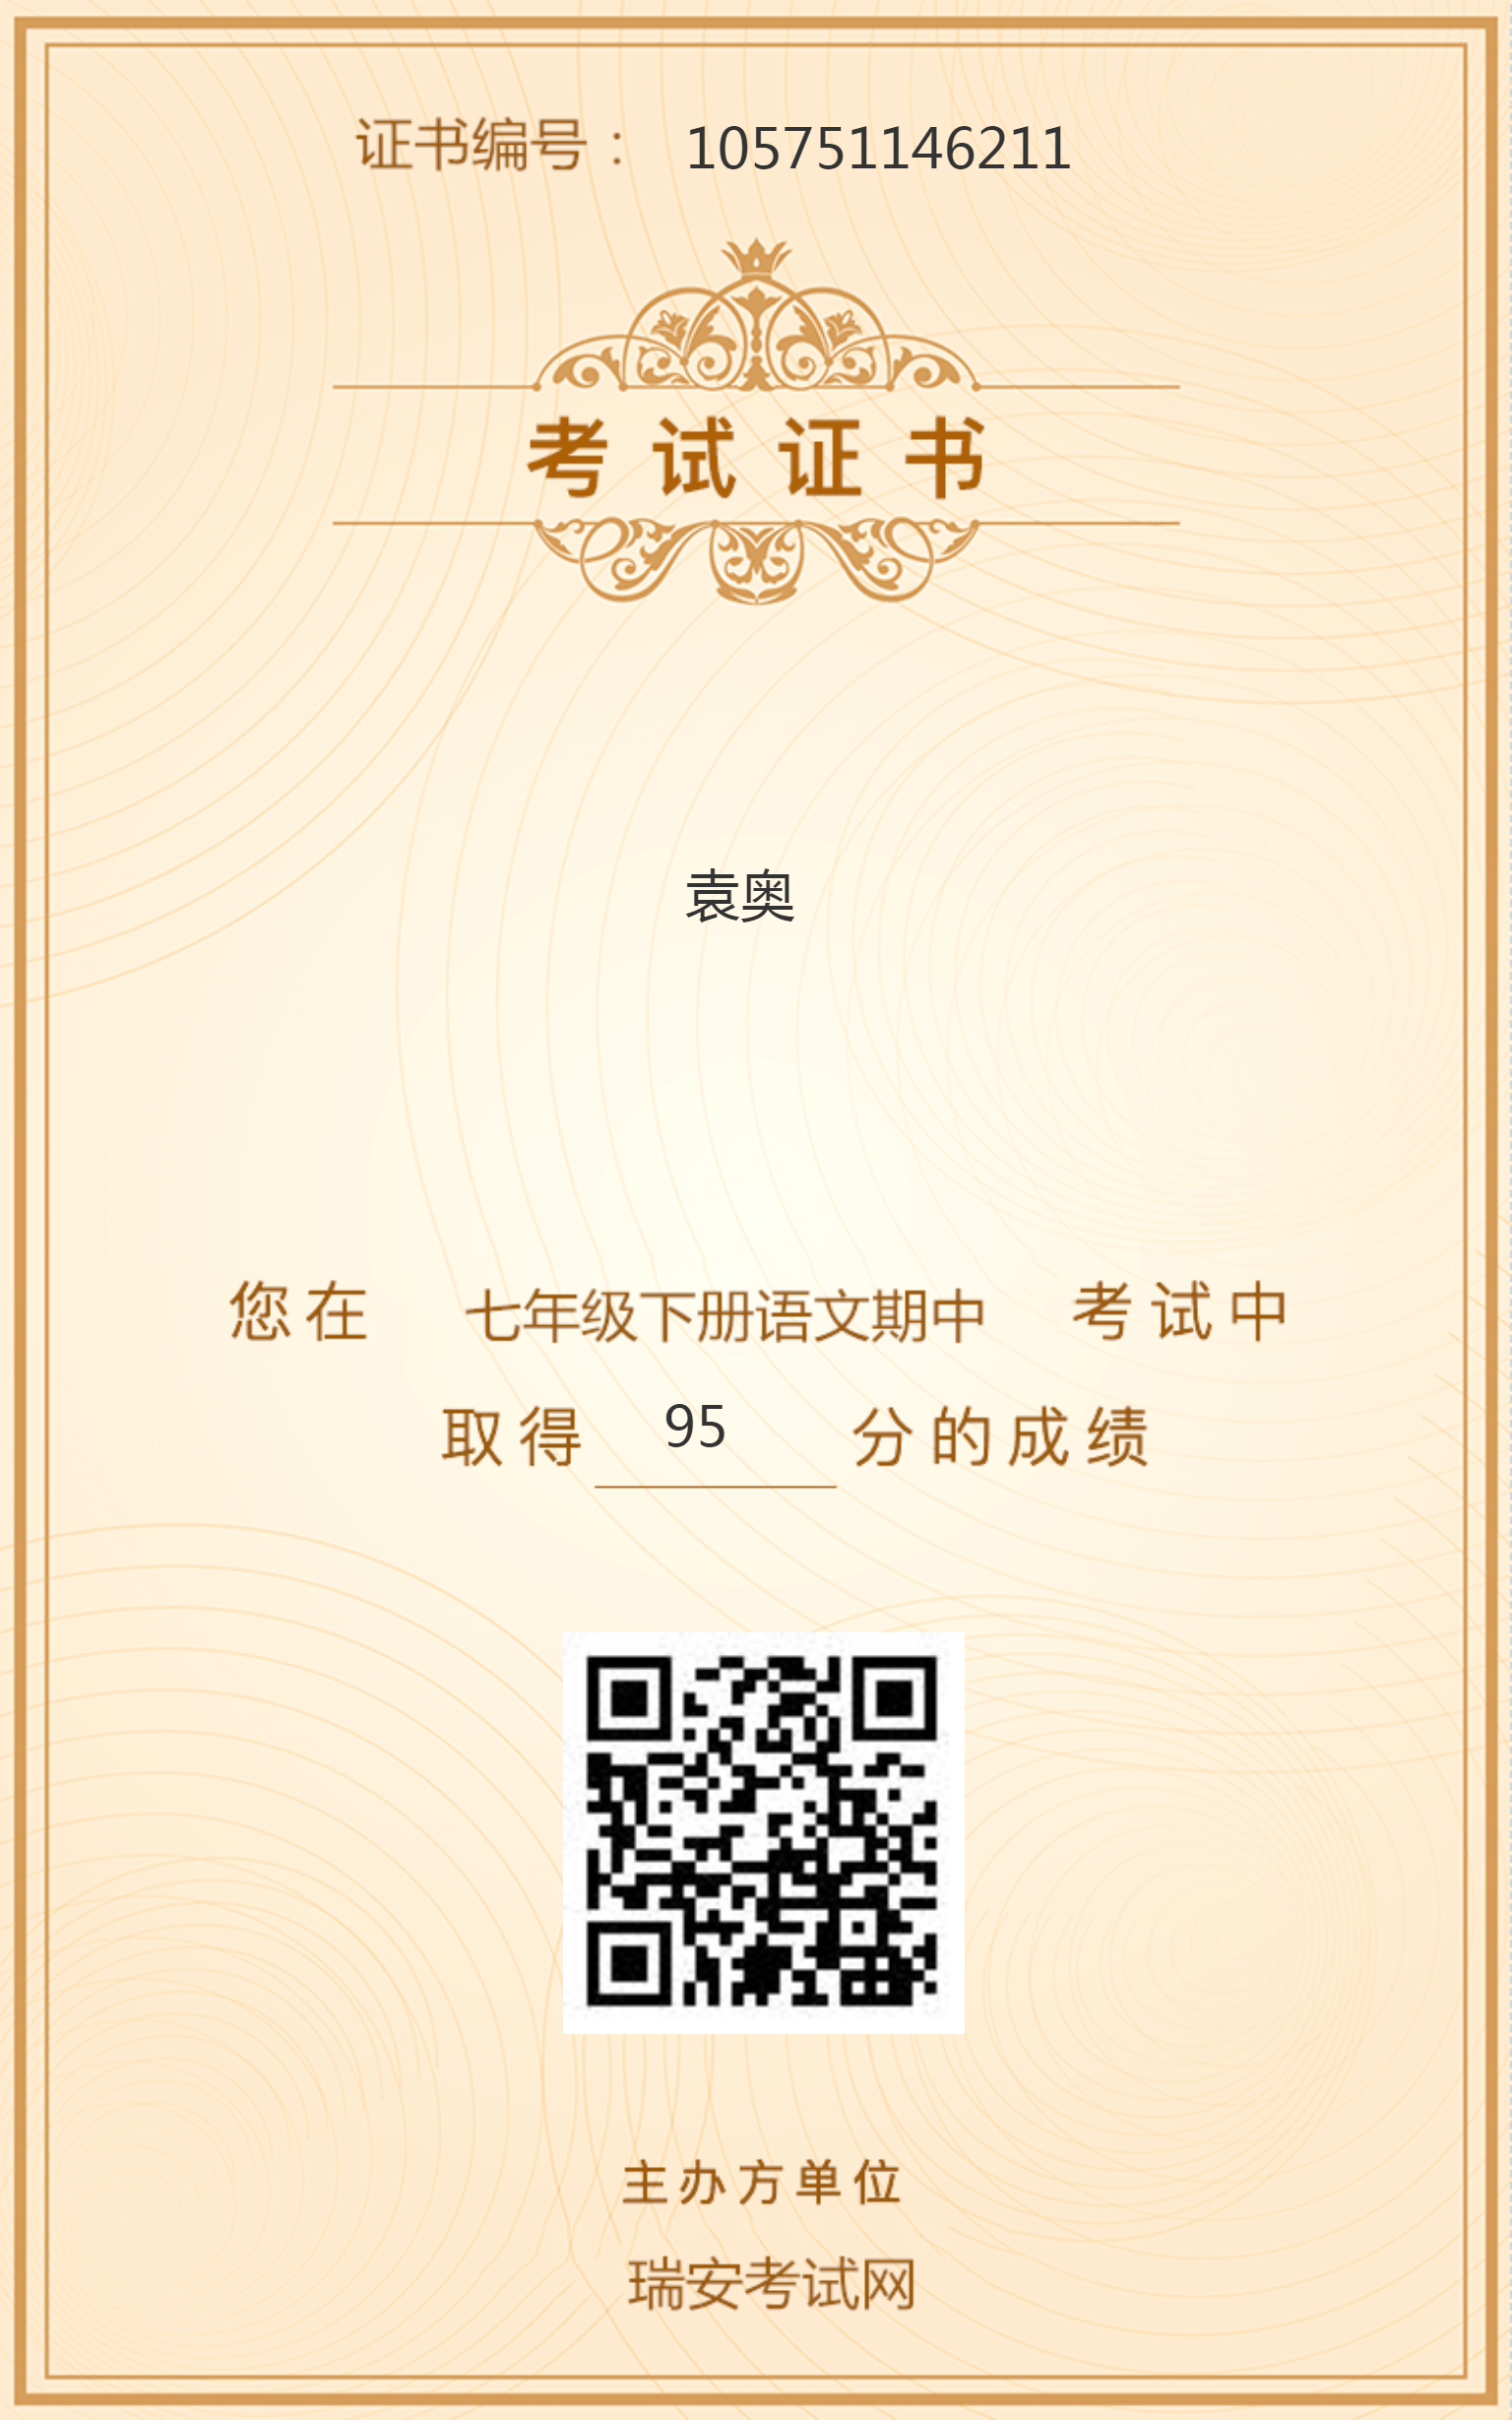 证书编号： 105751146211
考试证书
袁奥
您在 七年级下册语文期中 考试中
取得 95 分的成绩
主办方单位
瑞安考试网